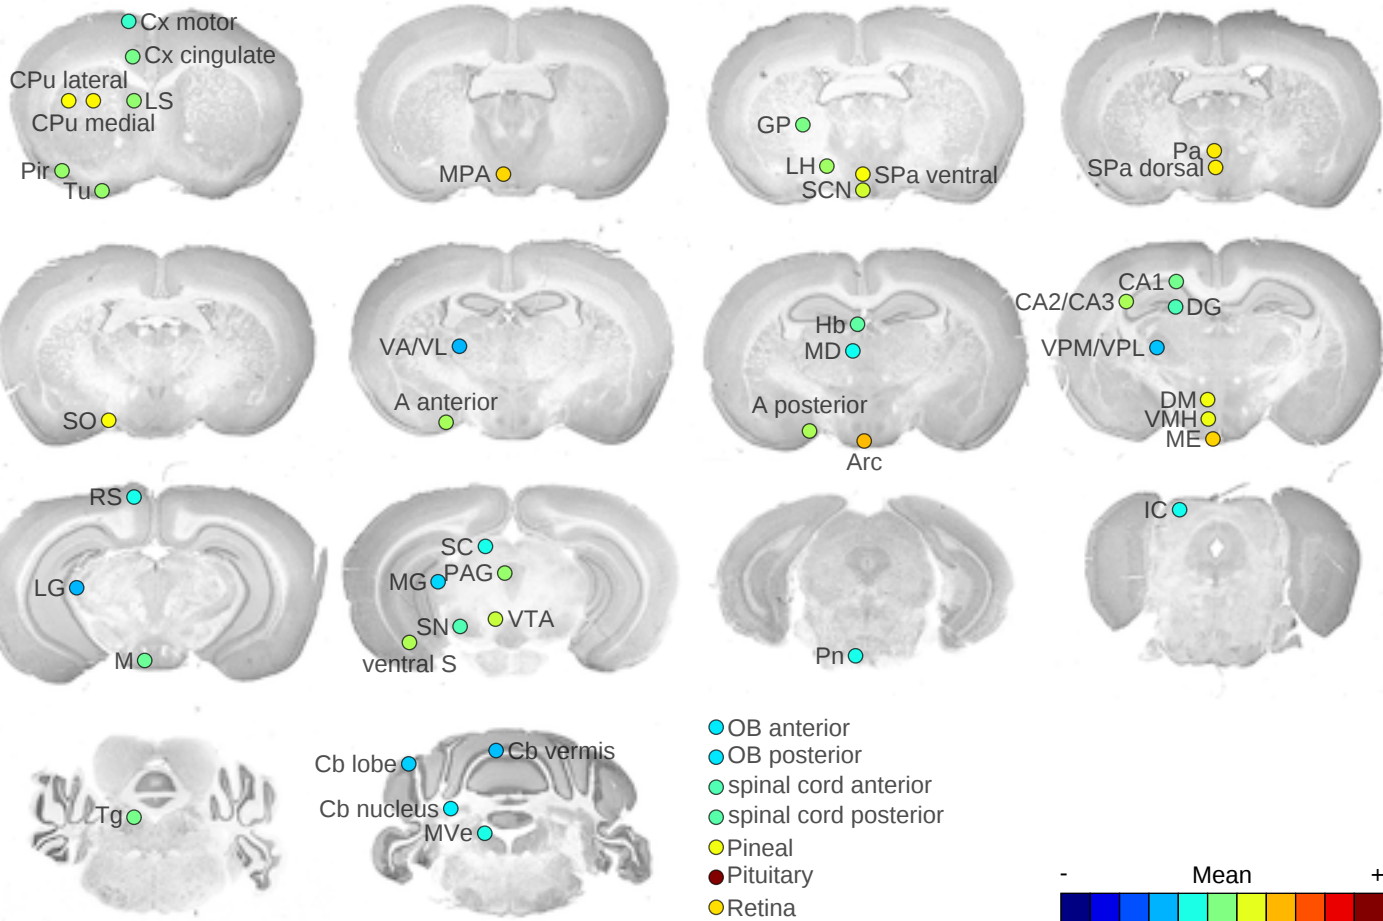 Cx motor
Cx cingulate
CPu lateral
LS
CPu medial
Pir
Tu
MPA
GP
LH
SPa ventral
SCN
Pa
SPa dorsal
SO
VA/VL
A anterior
Hb
MD
A posterior
Arc
CA1
CA2/CA3
DG
VPM/VPL
DM
VMH
ME
RS
LG
M
SC
MG
PAG
SN
VTA
ventral S
Pn
IC
Tg
Cb lobe
Cb vermis
Cb nucleus
MVe
OB anterior
OB posterior
spinal cord anterior
spinal cord posterior
Pineal
Pituitary
Retina
- Mean +